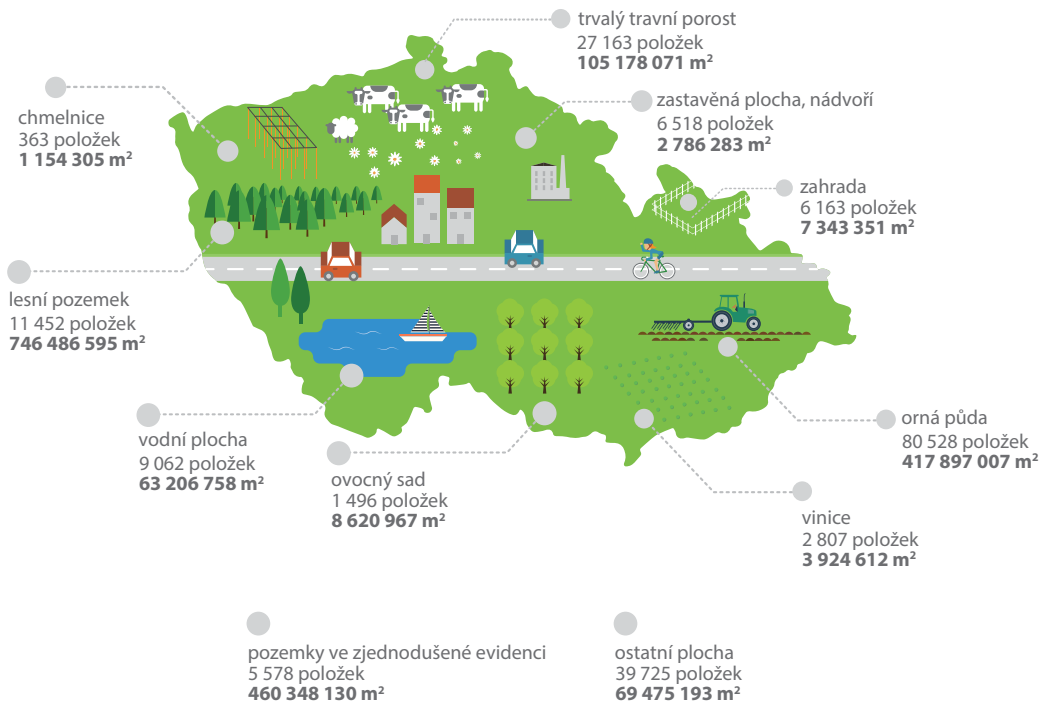 trvalý travní porost
27 163 položek
105 178 071 m²
chmelnice
363 položek
1 154 305 m²
zastavěná plocha, nádvoří
6 518 položek
2 786 283 m²
zahrada
6 163 položek
7 343 351 m²
lesní pozemek
11 452 položek
746 486 595 m²
vodní plocha
9 062 položek
63 206 758 m²
ovocný sad
1 496 položek
8 620 967 m²
orná půda
80 528 položek
417 897 007 m²
vinice
2 807 položek
3 924 612 m²
pozemky ve zjednodušené evidenci
5 578 položek
460 348 130 m²
ostatní plocha
39 725 položek
69 475 193 m²